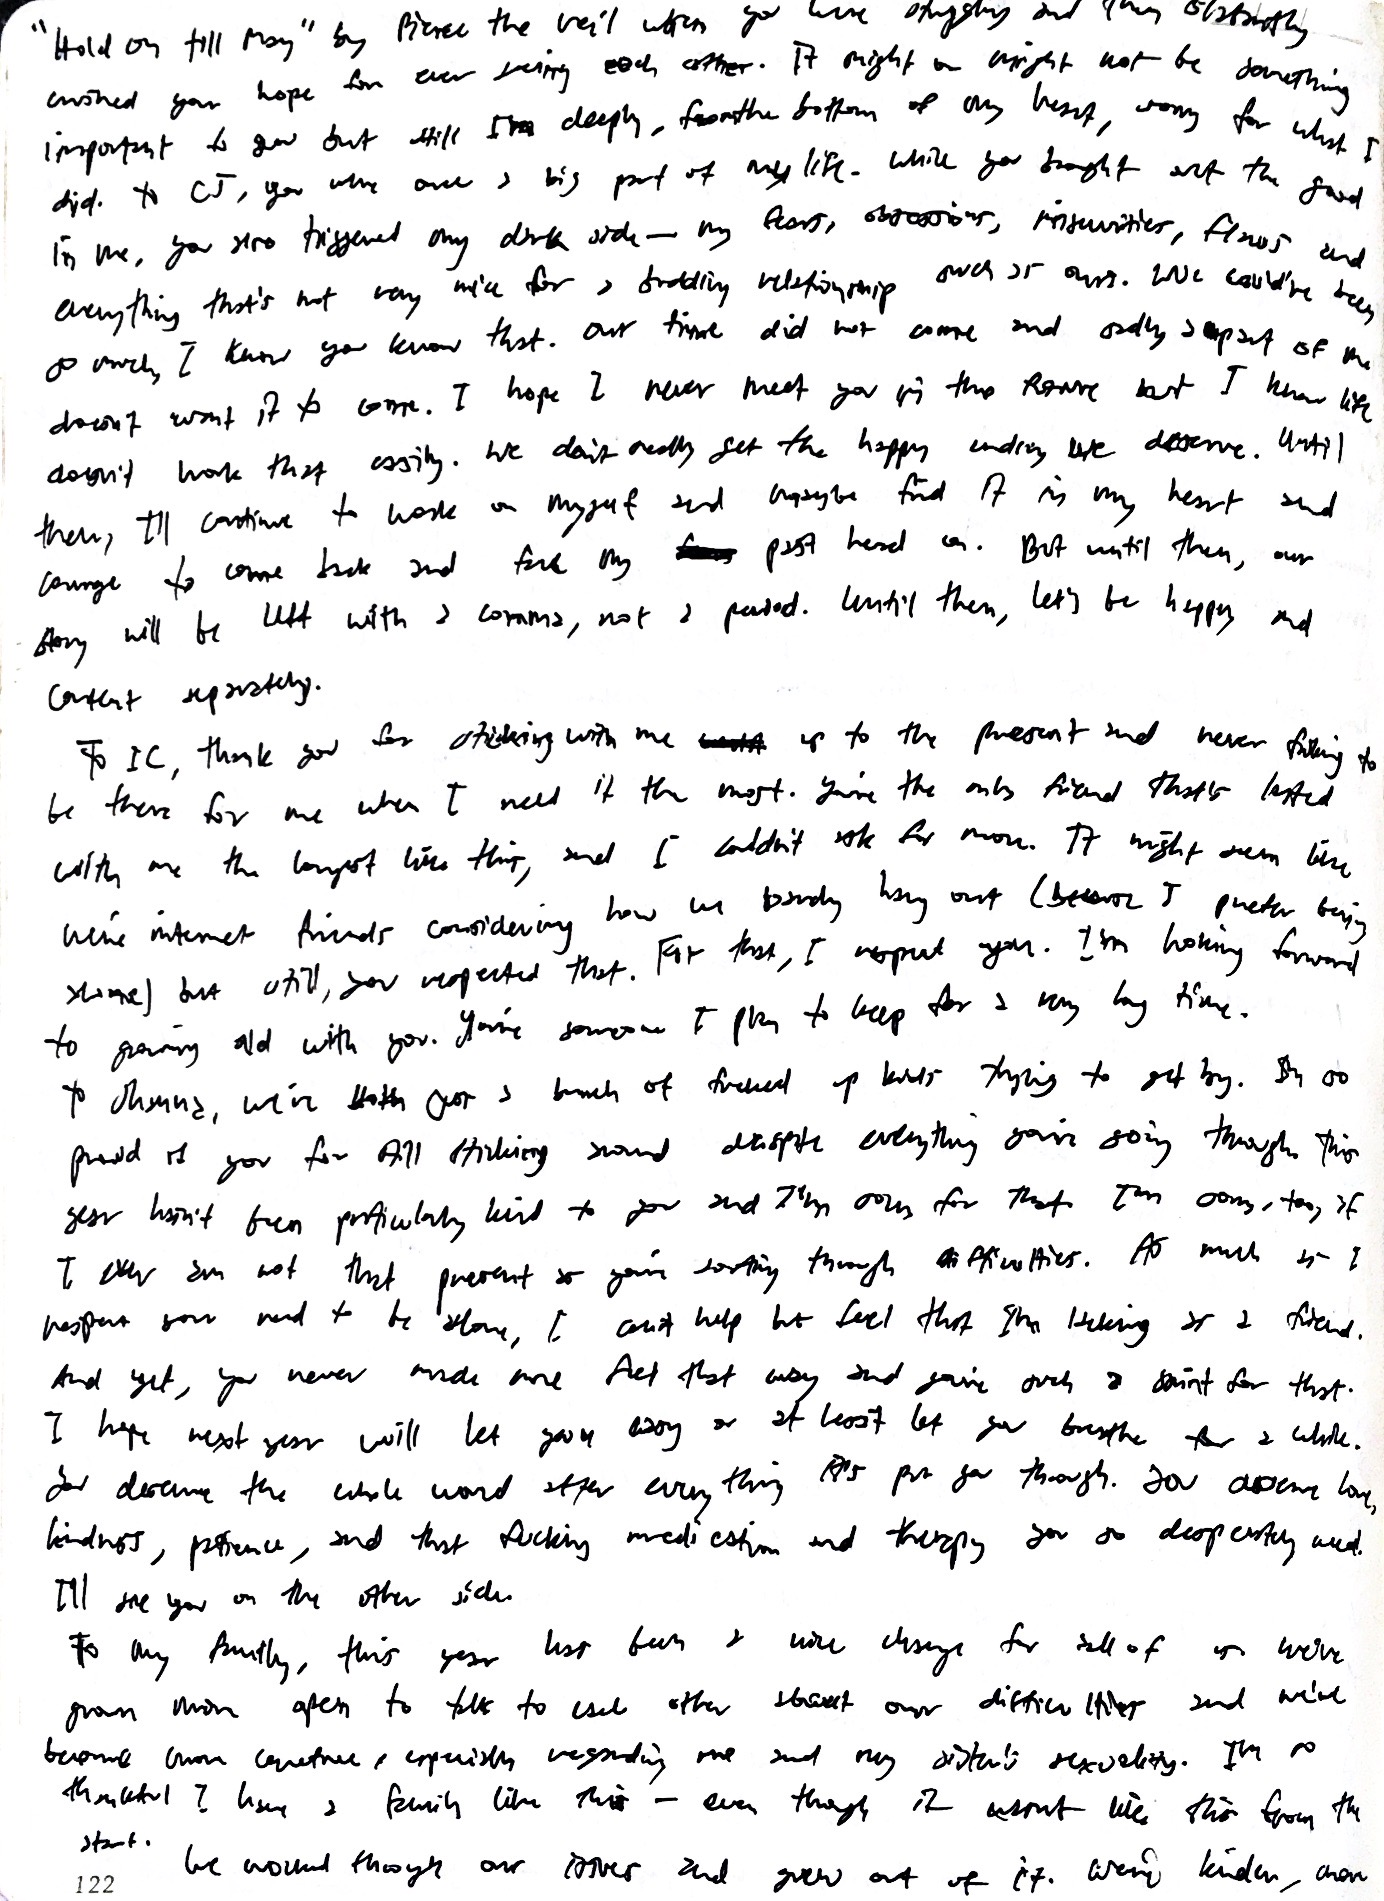 "Hold on till May" by Pierce the Veil when you were struggling and I
crushed your hope for ever seeing each other. It might or might not be something
important to you but still I'm deeply, from the bottom of my heart, sorry for what I
did. To CJ, you were once a big part of my life. While you brought out the good
in me, you also triggered my dark side — my fears, obsessions, insecurities, flaws and
everything that's not very nice for a budding relationship such as ours. We could've been
so much, I know you know that. Our time did not come and sadly a part of me
doesn't want it to come. I hope I never meet you in the future but I know life
doesn't work that easily. We don't really get the happy ending we deserve. Until
then, I'll continue to work on myself and maybe find it in my heart and
courage to come back and face my past head on. But until then, our
story will be left with a comma, not a period. Until then, let's be happy and
content separately.
To IC, thank you for sticking with me up to the present and never failing to
be there for me when I need it the most. You're the only friend that's lasted
with me the longest like this, and I couldn't ask for more. It might seem like
we're internet friends considering how we barely hang out (because I prefer being
alone) but still, you respected that. For that, I respect you. I'm looking forward
to growing old with you. You're someone I plan to keep for a very long time.
To we're just a bunch of fucked up kids trying to get by. I'm so
proud of you for still sticking around despite everything you're going through. This
year hasn't been particularly kind to you and I'm sorry for that. I'm sorry, too, if
I ever am not that present as you're sorting through difficulties. As much as I
respect your need to be alone, I can't help but feel that I'm lacking as a friend.
And yet, you never made me feel that way and you're such a saint for that.
I hope next year will let you easy or at least let you breathe for a while.
You deserve the whole world after everything it's put you through. You deserve love,
kindness, patience, and that fucking medication and therapy you so desperately need.
I'll see you on the other side.
To my family, this year has been a nice change for all of us. We've
grown more open to talk to each other about our difficulties and we've
become more especially regarding me and my sister's sexuality. I'm so
thankful I have a family like this — even though it wasn't like this from the
start.
We worked through our issues and grew out of it. We're kinder, more
122